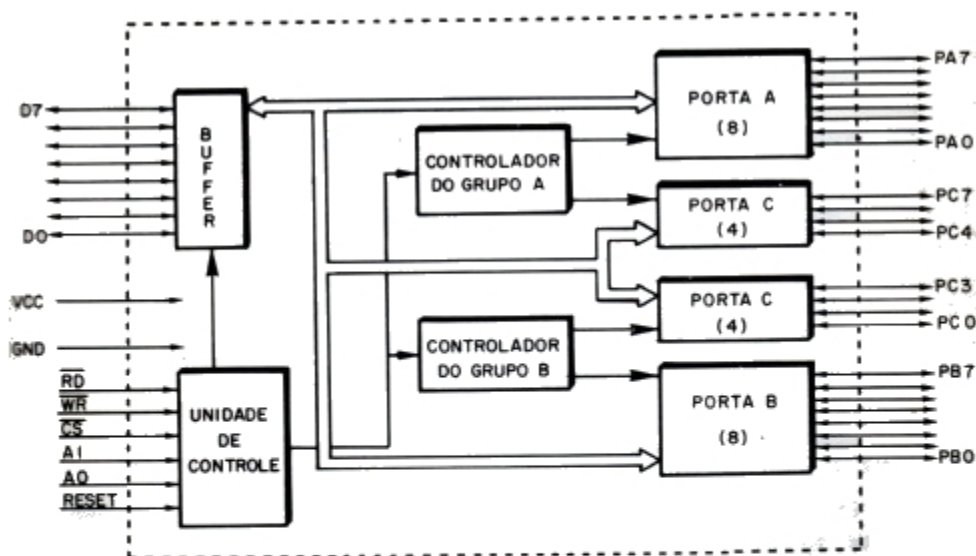 D7
D0
VCC
GND
RD
WR
CS
A1
A0
RESET
BUFFER
UNIDADE
DE
CONTROLE
CONTROLADOR
DO GRUPO A
CONTROLADOR
DO GRUPO B
PORTA A
(8)
PORTA C
(4)
PORTA C
(4)
PORTA B
(8)
PA7
PA0
PC7
PC4
PC3
PC0
PB7
PB0